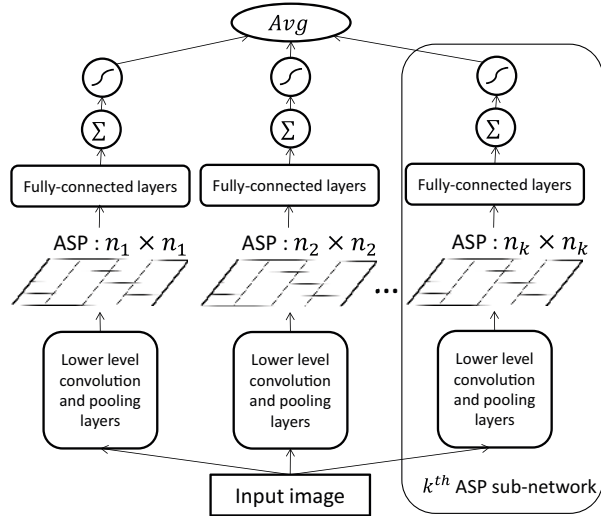 Avg
Σ Σ Σ
Fully-connected layers Fully-connected layers Fully-connected layers
ASP : n₁ × n₁ ASP : n₂ × n₂ ASP : nₖ × nₖ
...
Lower level
convolution
and pooling
layers
Lower level
convolution
and pooling
layers
Lower level
convolution
and pooling
layers
Input image
kᵗʰ ASP sub-network